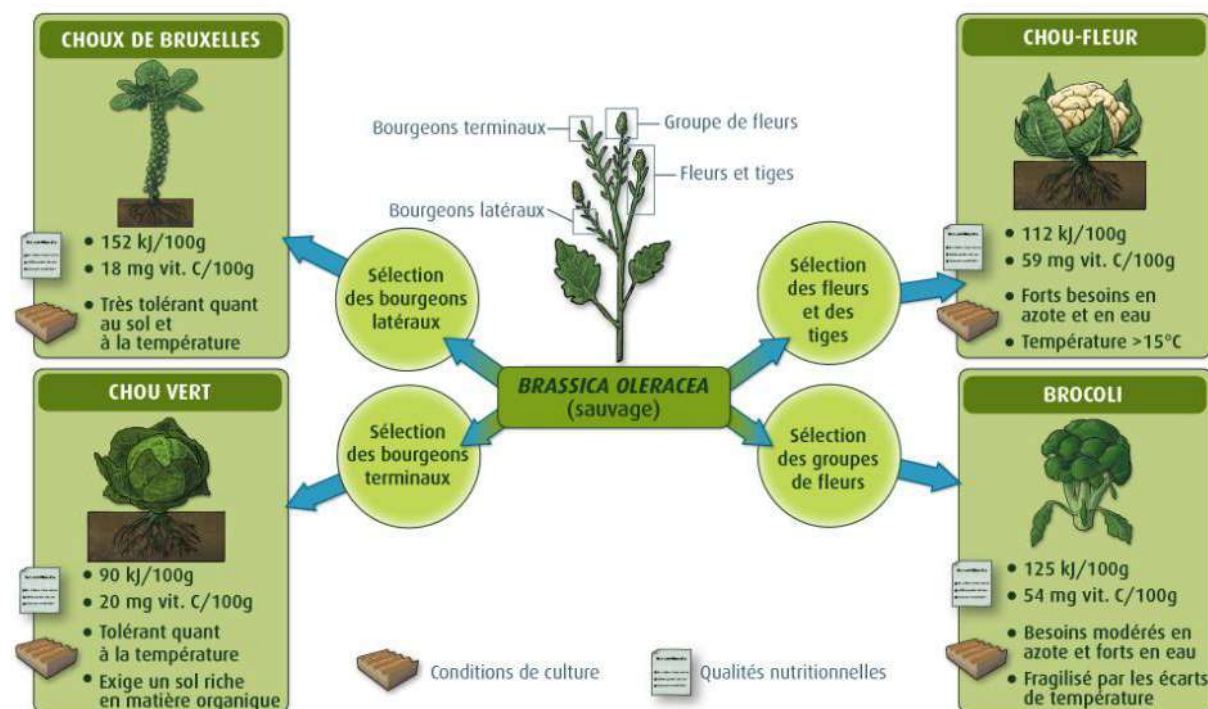 CHOUX DE BRUXELLES
• 152 kJ/100g
• 18 mg vit. C/100g
• Très tolérant quant
au sol et
à la température
CHOU VERT
• 90 kJ/100g
• 20 mg vit. C/100g
• Tolérant quant
à la température
• Exige un sol riche
en matière organique
Bourgeons terminaux
Groupe de fleurs
Fleurs et tiges
Bourgeons latéraux
Sélection
des bourgeons
latéraux
Sélection
des fleurs
et des
tiges
BRASSICA OLERACEA
(sauvage)
Sélection
des bourgeons
terminaux
Sélection
des groupes
de fleurs
Conditions de culture
Qualités nutritionnelles
CHOU-FLEUR
• 112 kJ/100g
• 59 mg vit. C/100g
• Forts besoins en
azote et en eau
• Température >15°C
BROCOLI
• 125 kJ/100g
• 54 mg vit. C/100g
• Besoins modérés en
azote et forts en eau
• Fragilisé par les écarts
de température